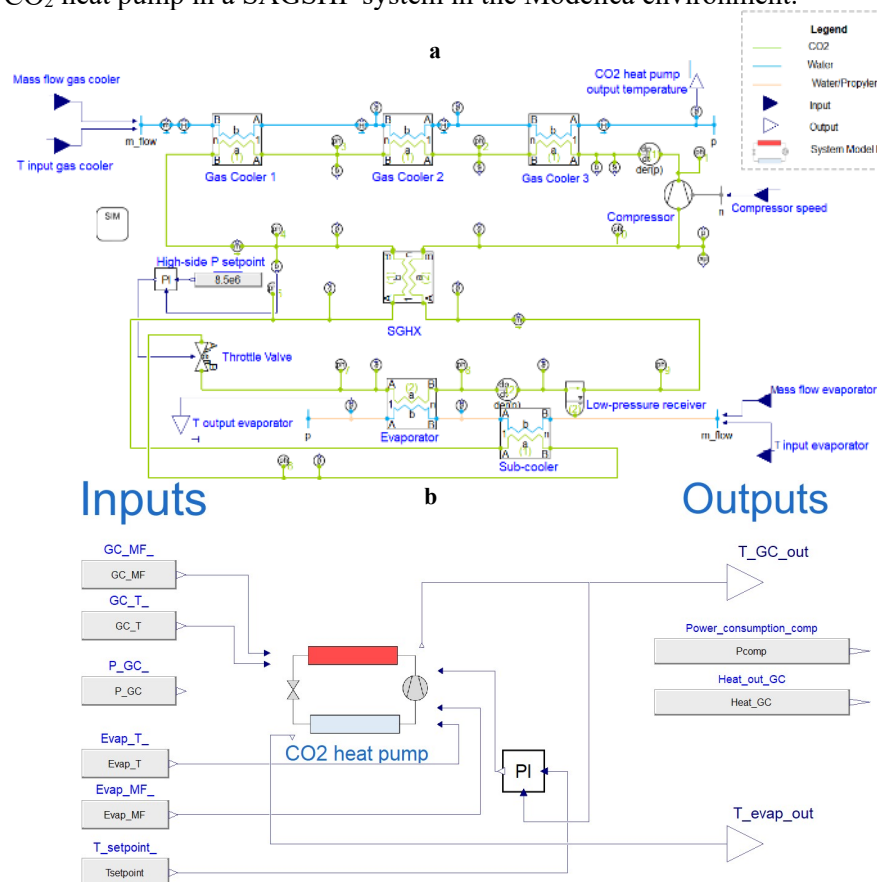 CO₂ heat pump in a SAGSHP system in the Modelica environment.
a
Legend
CO2
Water
Water/Propylen
Input
Output
System Model
Mass flow gas cooler
T input gas cooler
m_flow
CO2 heat pump
output temperature
p
Gas Cooler 1
Gas Cooler 2
Gas Cooler 3
der(p)
Compressor
n
Compressor speed
SIM
High-side P setpoint
PI
8.5e6
SGHX
Throttle Valve
T output evaporator
p
Evaporator
der(p)
Low-pressure receiver
Sub-cooler
Mass flow evaporator
m_flow
T input evaporator
b
Inputs
Outputs
GC_MF_
GC_MF
GC_T_
GC_T
P_GC_
P_GC
Evap_T_
Evap_T
Evap_MF_
Evap_MF
T_setpoint_
Tsetpoint
CO2 heat pump
PI
T_GC_out
Power_consumption_comp
Pcomp
Heat_out_GC
Heat_GC
T_evap_out